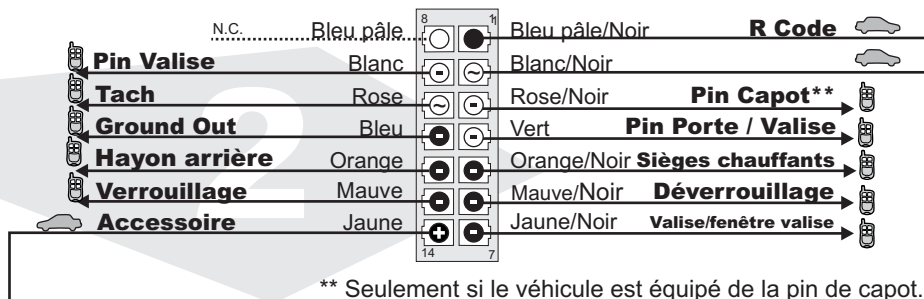 8 1
N.C. Bleu pâle Bleu pâle/Noir R Code
Pin Valise Blanc Blanc/Noir
Tach Rose Rose/Noir Pin Capot**
Ground Out Bleu Vert Pin Porte / Valise
Hayon arrière Orange Orange/Noir Sièges chauffants
Verrouillage Mauve Mauve/Noir Déverrouillage
Accessoire Jaune Jaune/Noir Valise/fenêtre valise
14 7
** Seulement si le véhicule est équipé de la pin de capot.